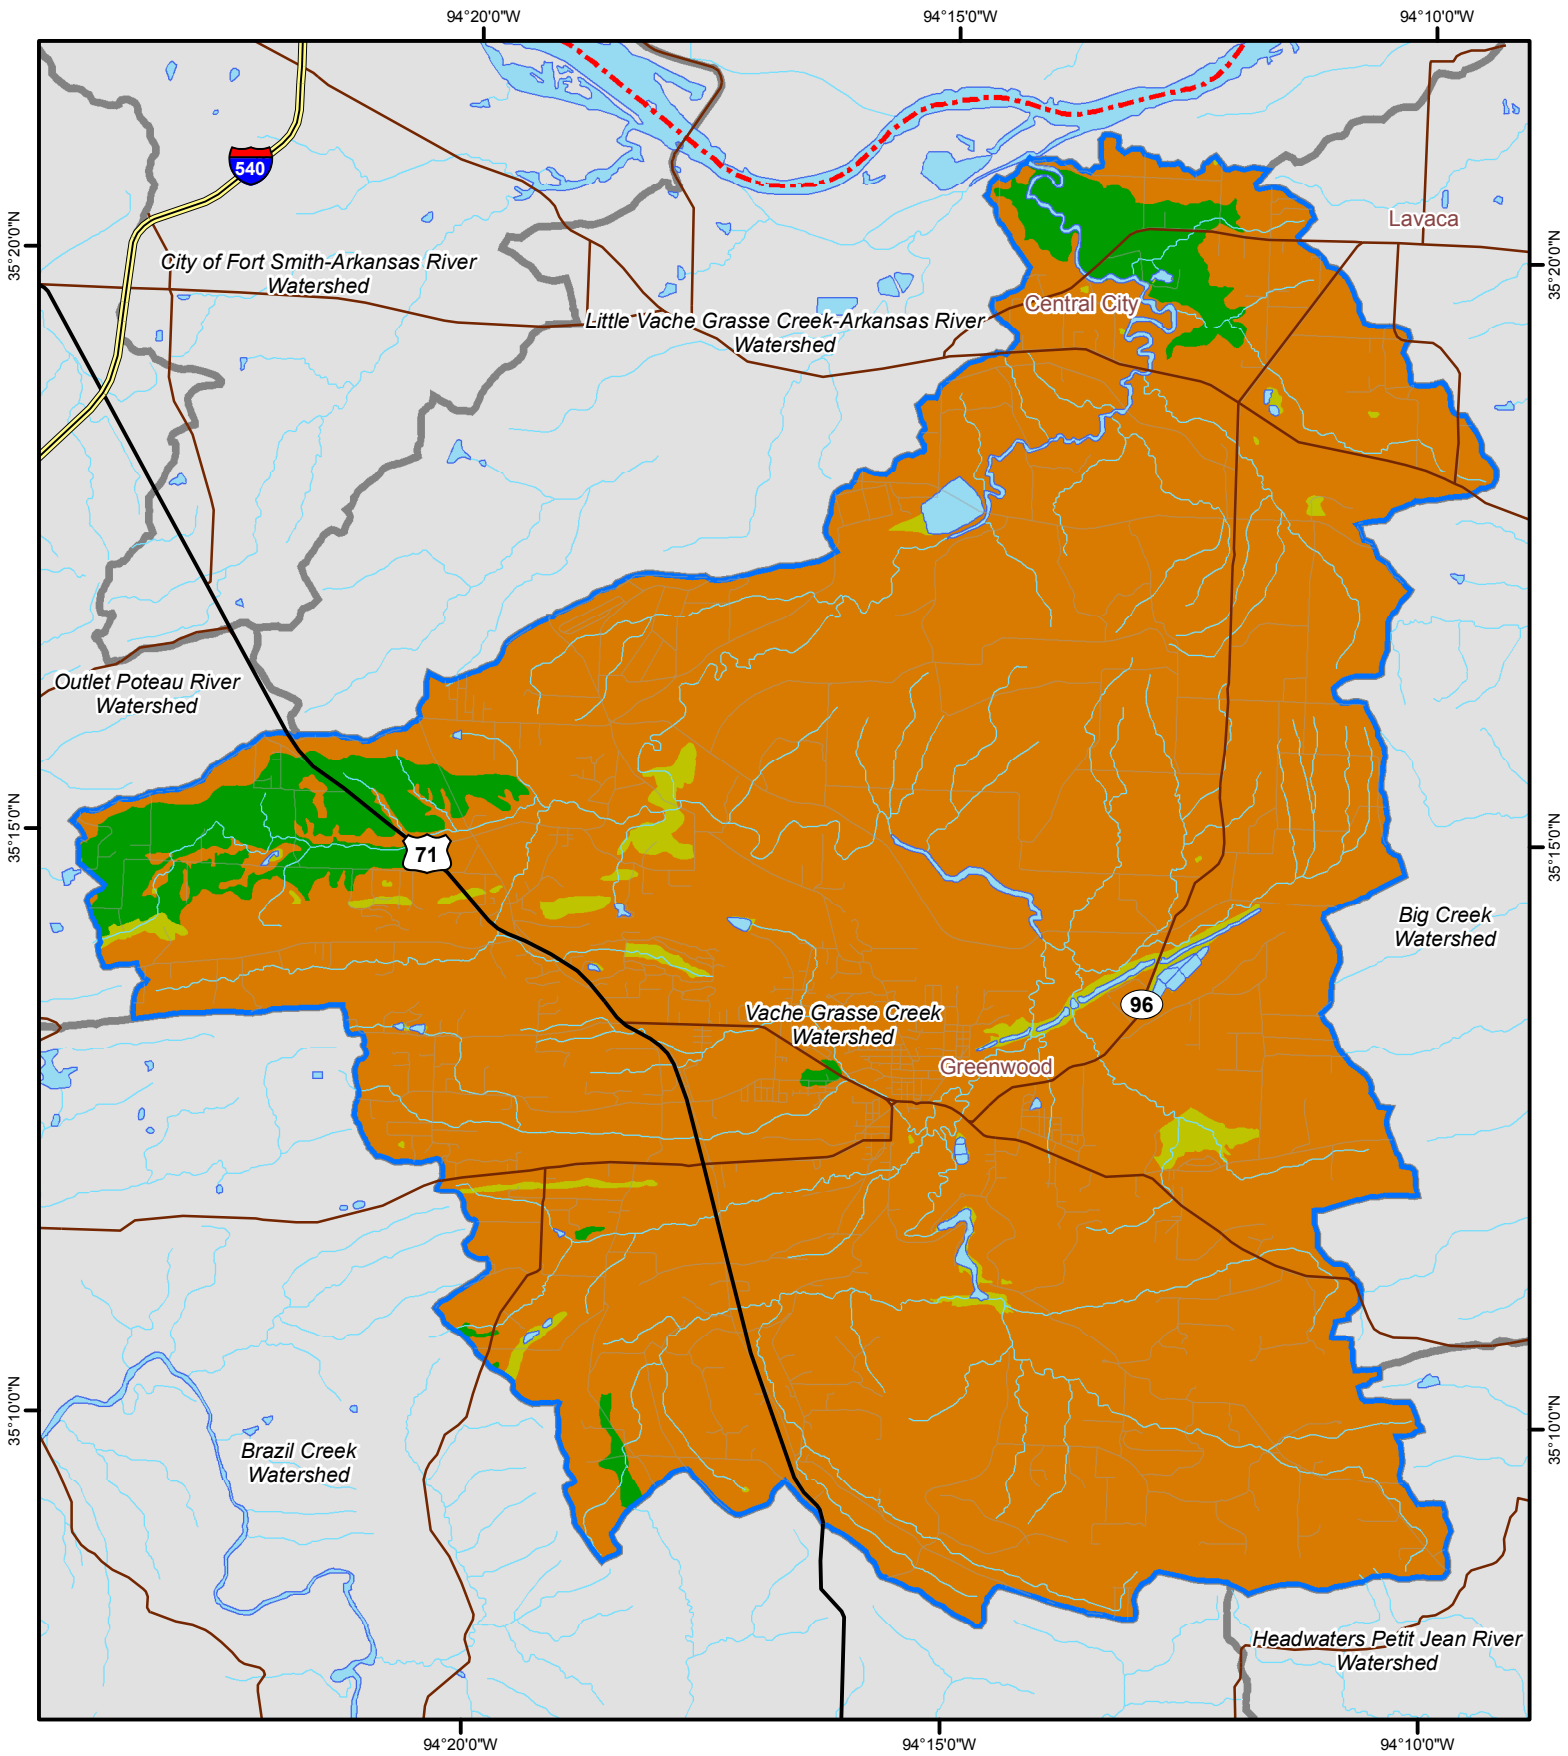 94°20'0"W
94°15'0"W
94°10'0"W
540
35°20'0"N
Lavaca
City of Fort Smith-Arkansas River
Watershed
35°20'0"N
Central City
Little Vache Grasse Creek-Arkansas River
Watershed
Outlet Poteau River
Watershed
35°15'0"N
71
35°15'0"N
Big Creek
Watershed
96
Vache Grasse Creek
Watershed
Greenwood
35°10'0"N
35°10'0"N
Brazil Creek
Watershed
Headwaters Petit Jean River
Watershed
94°20'0"W
94°15'0"W
94°10'0"W